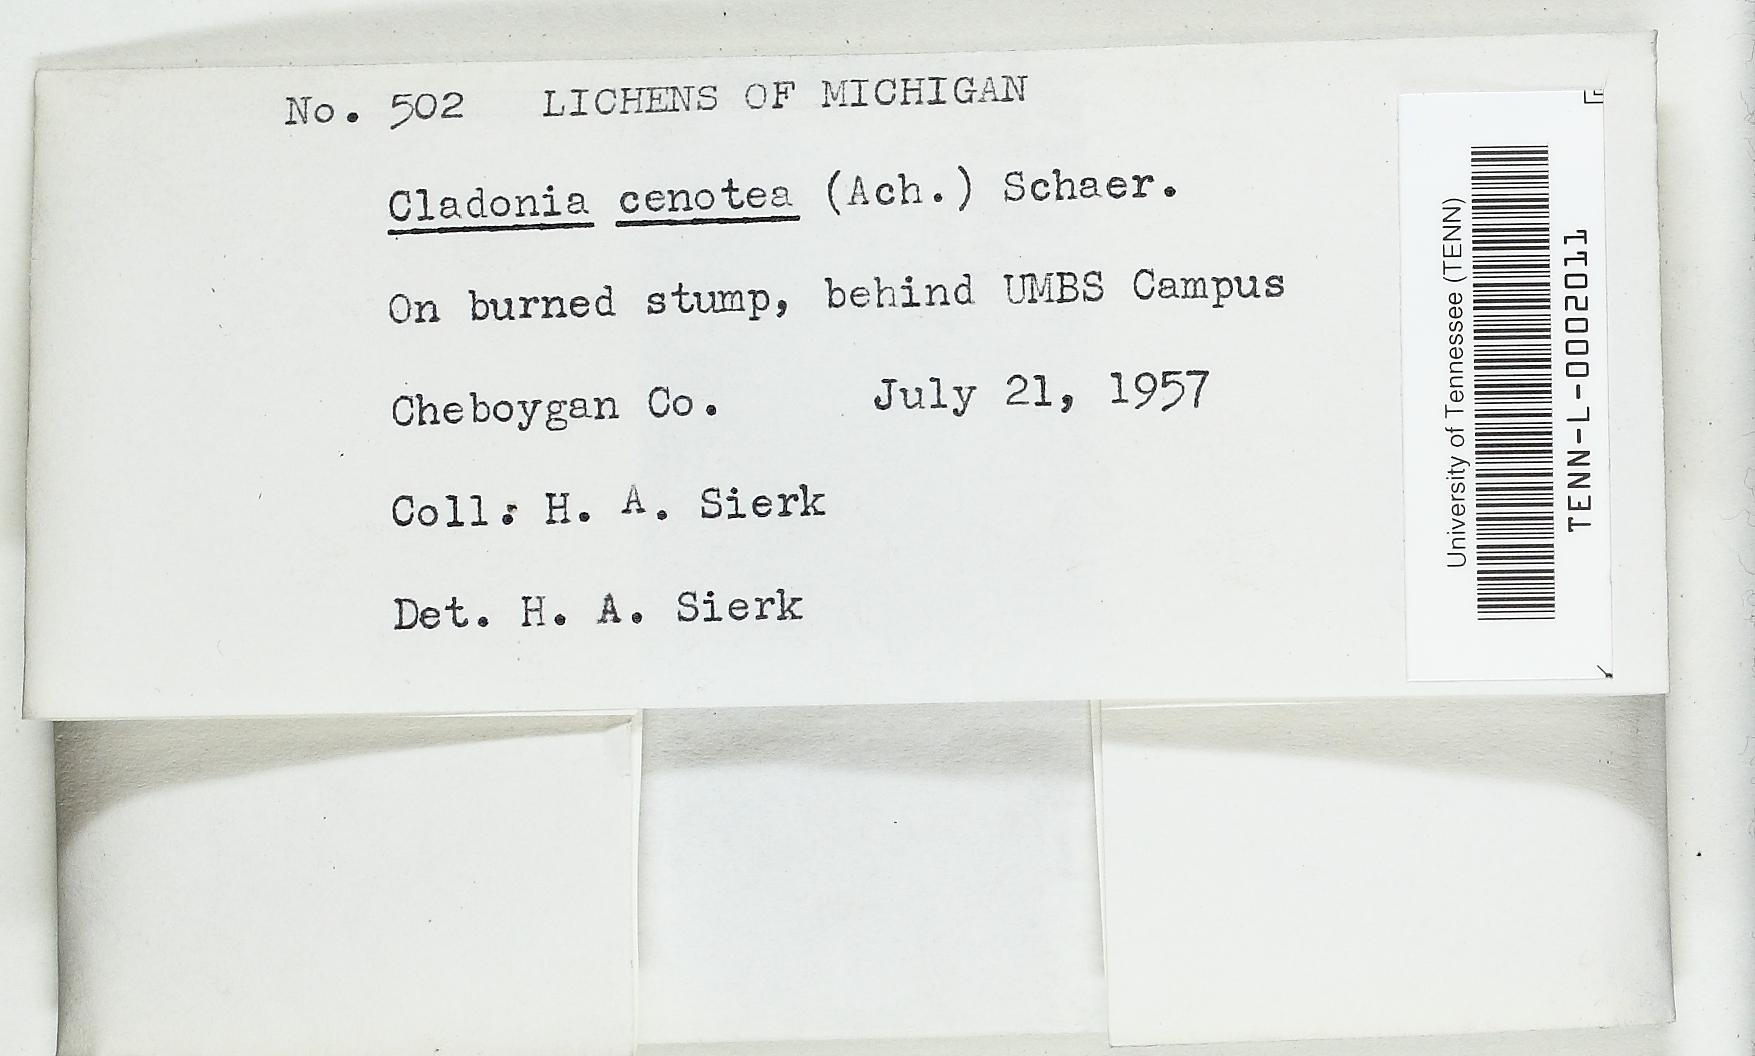 No. 502 LICHENS OF MICHIGAN
Cladonia cenotea (Ach.) Schaer.
On burned stump, behind UMBS Campus
Cheboygan Co. July 21, 1957
Coll: H. A. Sierk
Det. H. A. Sierk
University of Tennessee (TENN)
TENN-L-0002011